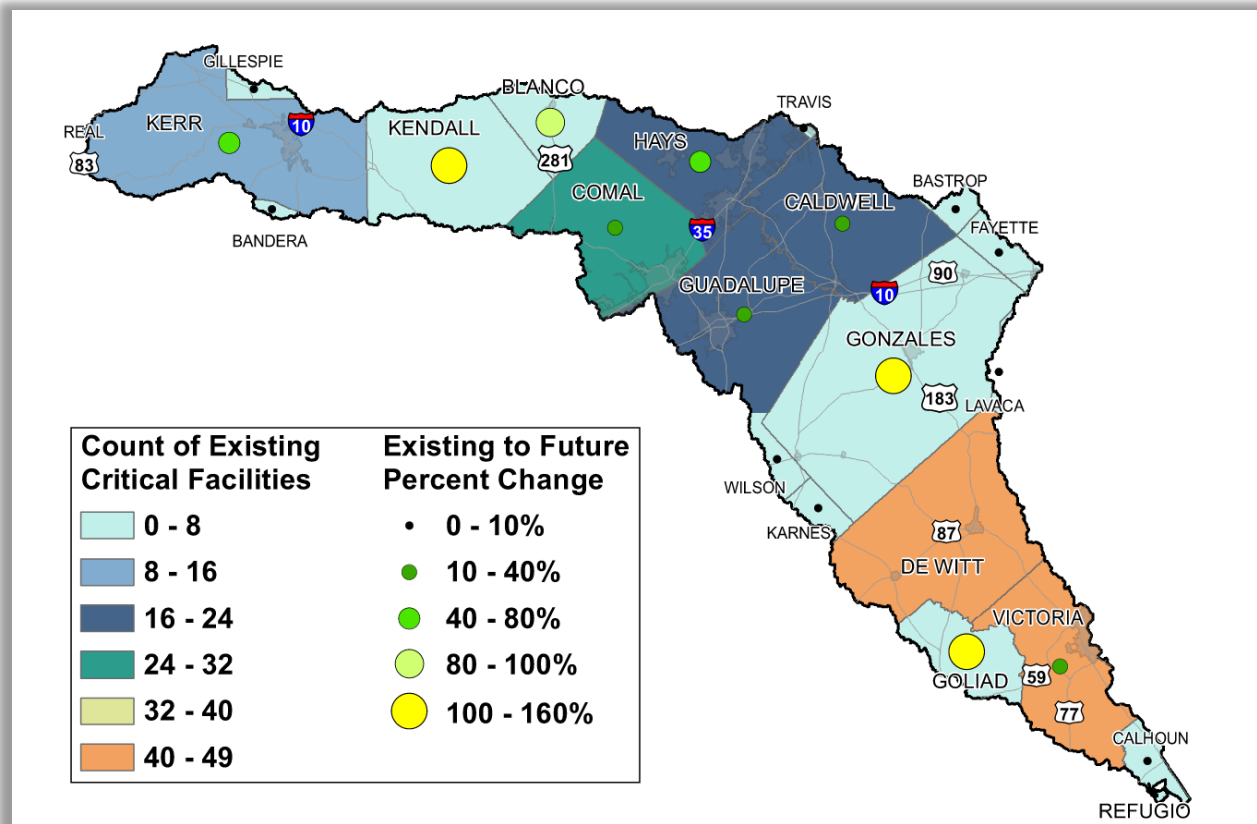 GILLESPIE
BLANCO
TRAVIS
REAL
KERR
10
KENDALL
HAYS
83
281
COMAL
BASTROP
CALDWELL
FAYETTE
BANDERA
35
90
GUADALUPE
10
GONZALES
183
LAVACA
WILSON
KARNES
87
DE WITT
VICTORIA
59
GOLIAD
77
CALHOUN
REFUGIO
Count of Existing
Critical Facilities
0 - 8
8 - 16
16 - 24
24 - 32
32 - 40
40 - 49
Existing to Future
Percent Change
0 - 10%
10 - 40%
40 - 80%
80 - 100%
100 - 160%